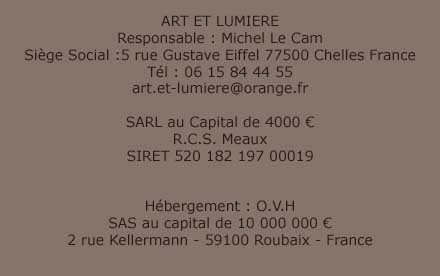 ART ET LUMIERE
Responsable : Michel Le Cam
Siège Social :5 rue Gustave Eiffel 77500 Chelles France
Tél : 06 15 84 44 55
art.et-lumiere@orange.fr
SARL au Capital de 4000 €
R.C.S. Meaux
SIRET 520 182 197 00019
Hébergement : O.V.H
SAS au capital de 10 000 000 €
2 rue Kellermann - 59100 Roubaix - France